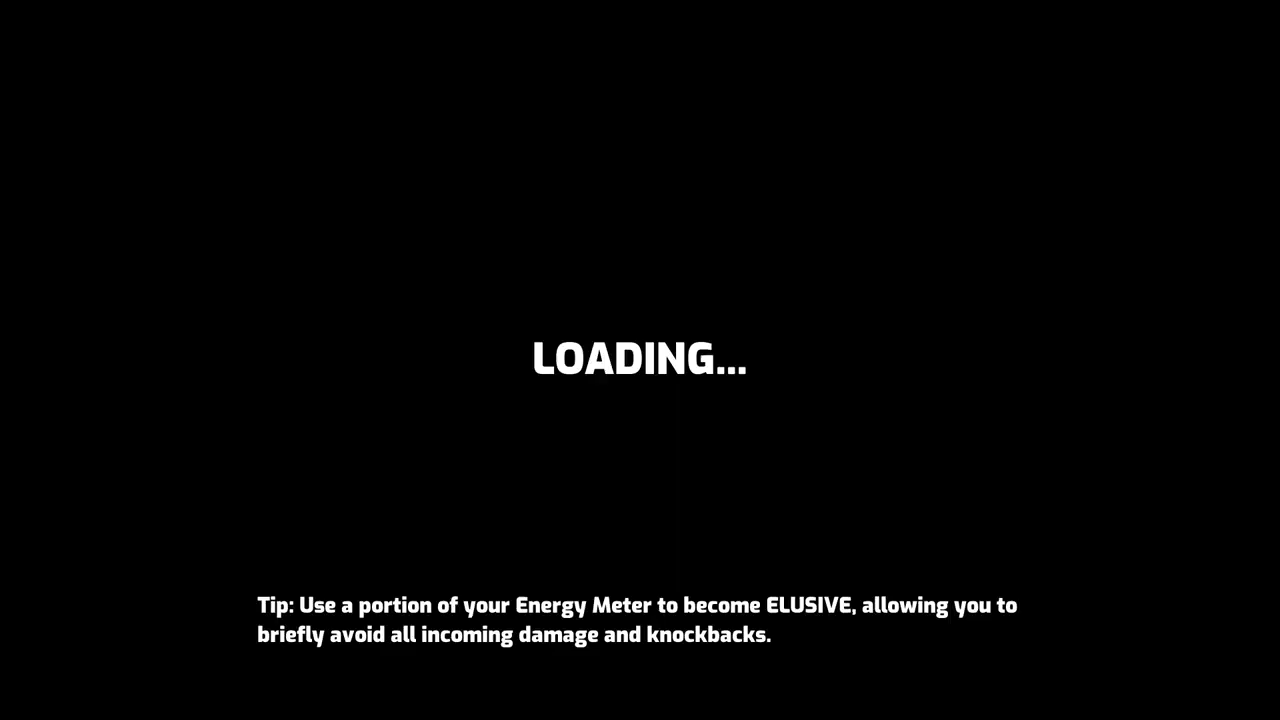 LOADING...
Tip: Use a portion of your Energy Meter to become ELUSIVE, allowing you to
briefly avoid all incoming damage and knockbacks.